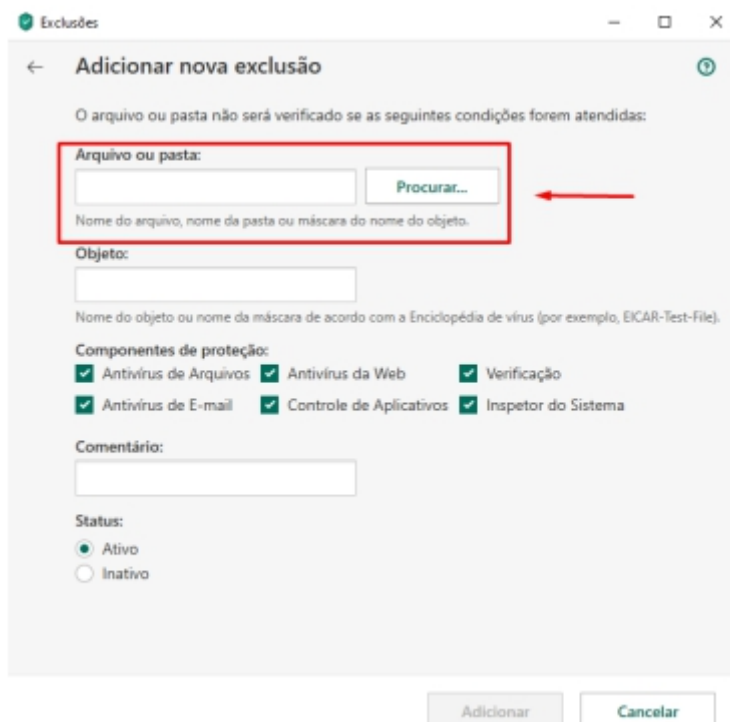 Exclusões
Adicionar nova exclusão
O arquivo ou pasta não será verificado se as seguintes condições forem atendidas:
Arquivo ou pasta:
Procurar...
Nome do arquivo, nome da pasta ou máscara do nome do objeto.
Objeto:
Nome do objeto ou nome da máscara de acordo com a Enciclopédia de vírus (por exemplo, EICAR-Test-File).
Componentes de proteção:
Antivírus de Arquivos Antivírus da Web Verificação
Antivírus de E-mail Controle de Aplicativos Inspetor do Sistema
Comentário:
Status:
Ativo
Inativo
Adicionar Cancelar